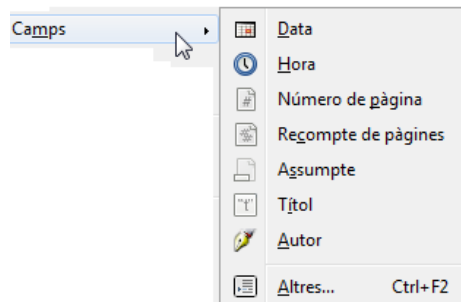 Camps
Data
Hora
Número de pàgina
Recompte de pàgines
Assumpte
Títol
Autor
Altres... Ctrl+F2